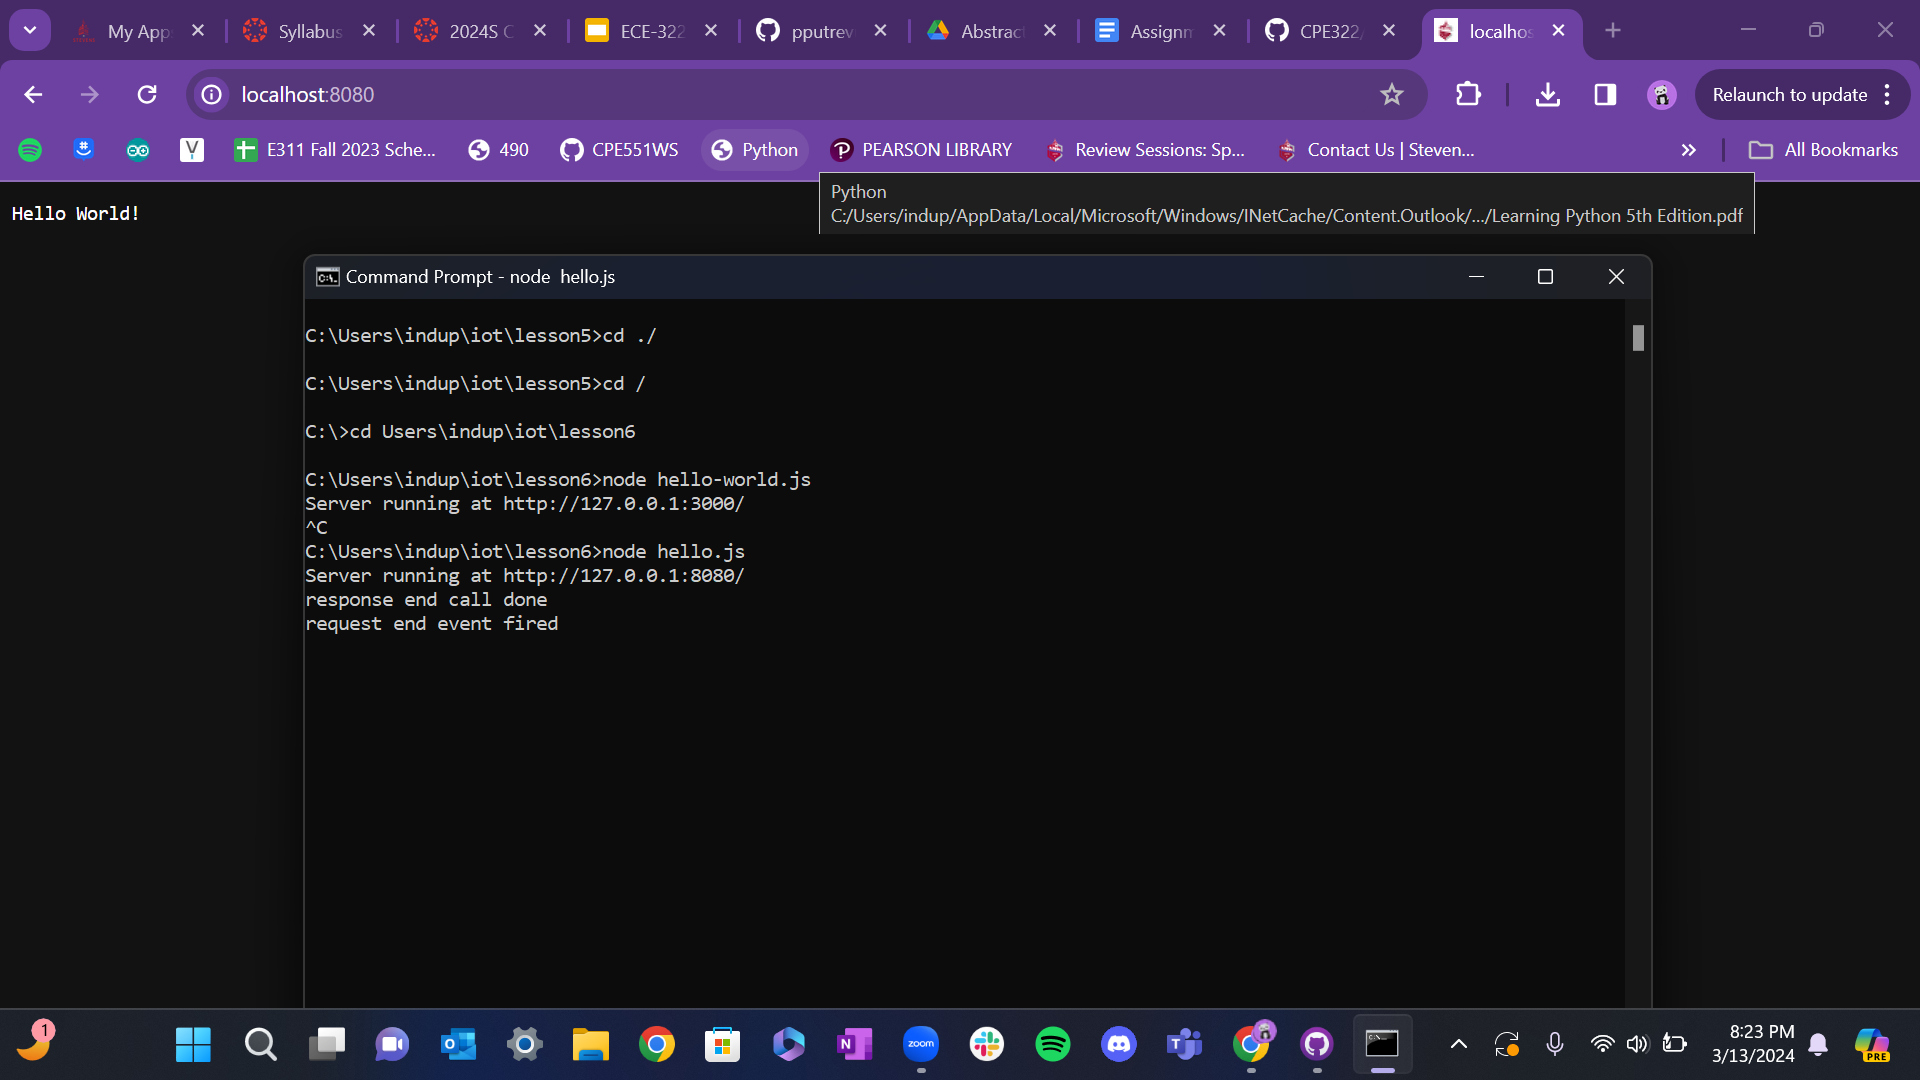 My App
Syllabus
2024S C
ECE-322
pputrev
Abstrac
Assignm
CPE322/
localhos
localhost:8080
Relaunch to update
E311 Fall 2023 Sche...
490
CPE551WS
Python
PEARSON LIBRARY
Review Sessions: Sp...
Contact Us | Steven...
All Bookmarks
Python
C:/Users/indup/AppData/Local/Microsoft/Windows/INetCache/Content.Outlook/.../Learning Python 5th Edition.pdf
Hello World!
Command Prompt - node  hello.js
C:\Users\indup\iot\lesson5>cd ./
C:\Users\indup\iot\lesson5>cd /
C:\>cd Users\indup\iot\lesson6
C:\Users\indup\iot\lesson6>node hello-world.js
Server running at http://127.0.0.1:3000/
^C
C:\Users\indup\iot\lesson6>node hello.js
Server running at http://127.0.0.1:8080/
response end call done
request end event fired
1
zoom
8:23 PM
3/13/2024
PRE